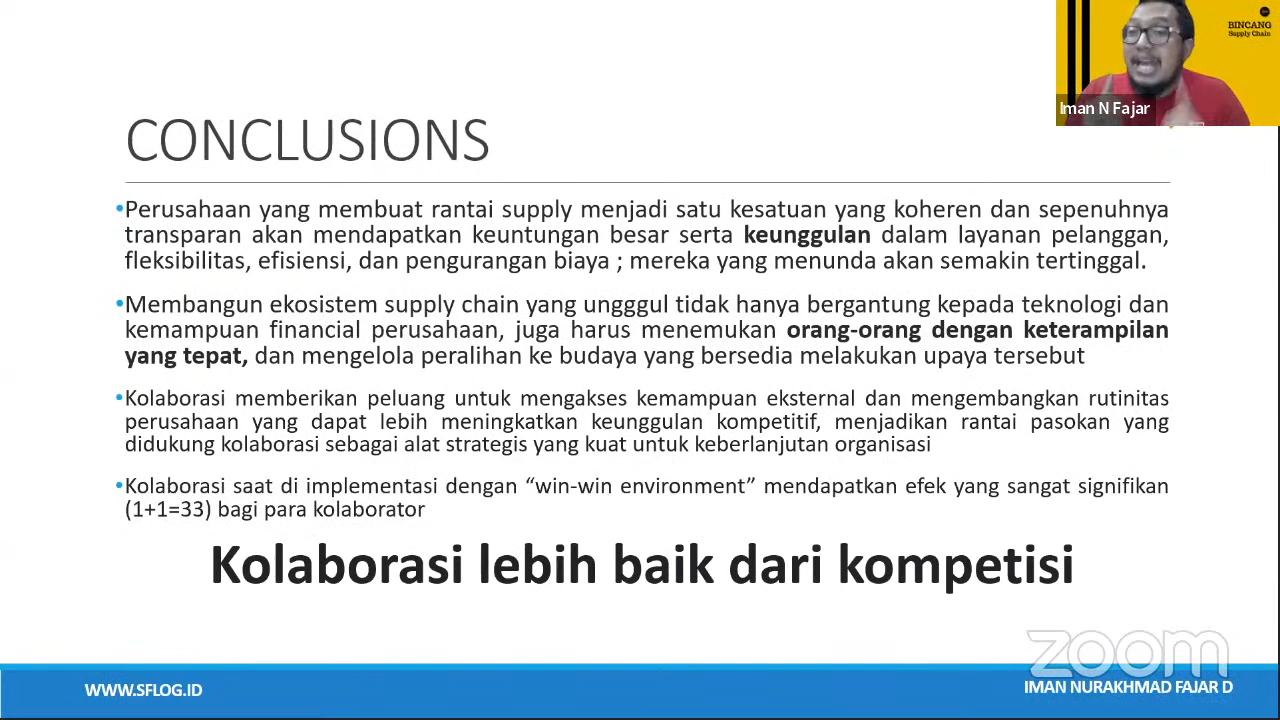 BINCANG
Supply Chain
Iman N Fajar
CONCLUSIONS
•Perusahaan yang membuat rantai supply menjadi satu kesatuan yang koheren dan sepenuhnya
transparan akan mendapatkan keuntungan besar serta keunggulan dalam layanan pelanggan,
fleksibilitas, efisiensi, dan pengurangan biaya ; mereka yang menunda akan semakin tertinggal.
•Membangun ekosistem supply chain yang ungggul tidak hanya bergantung kepada teknologi dan
kemampuan financial perusahaan, juga harus menemukan orang-orang dengan keterampilan
yang tepat, dan mengelola peralihan ke budaya yang bersedia melakukan upaya tersebut
•Kolaborasi memberikan peluang untuk mengakses kemampuan eksternal dan mengembangkan rutinitas
perusahaan yang dapat lebih meningkatkan keunggulan kompetitif, menjadikan rantai pasokan yang
didukung kolaborasi sebagai alat strategis yang kuat untuk keberlanjutan organisasi
•Kolaborasi saat di implementasi dengan “win-win environment” mendapatkan efek yang sangat signifikan
(1+1=33) bagi para kolaborator
Kolaborasi lebih baik dari kompetisi
zoom
WWW.SFLOG.ID
IMAN NURAKHMAD FAJAR D